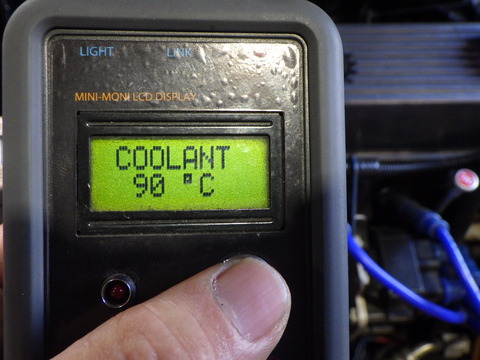 LIGHT LINK
MINI-MONI LCD DISPLAY
COOLANT
90 °C